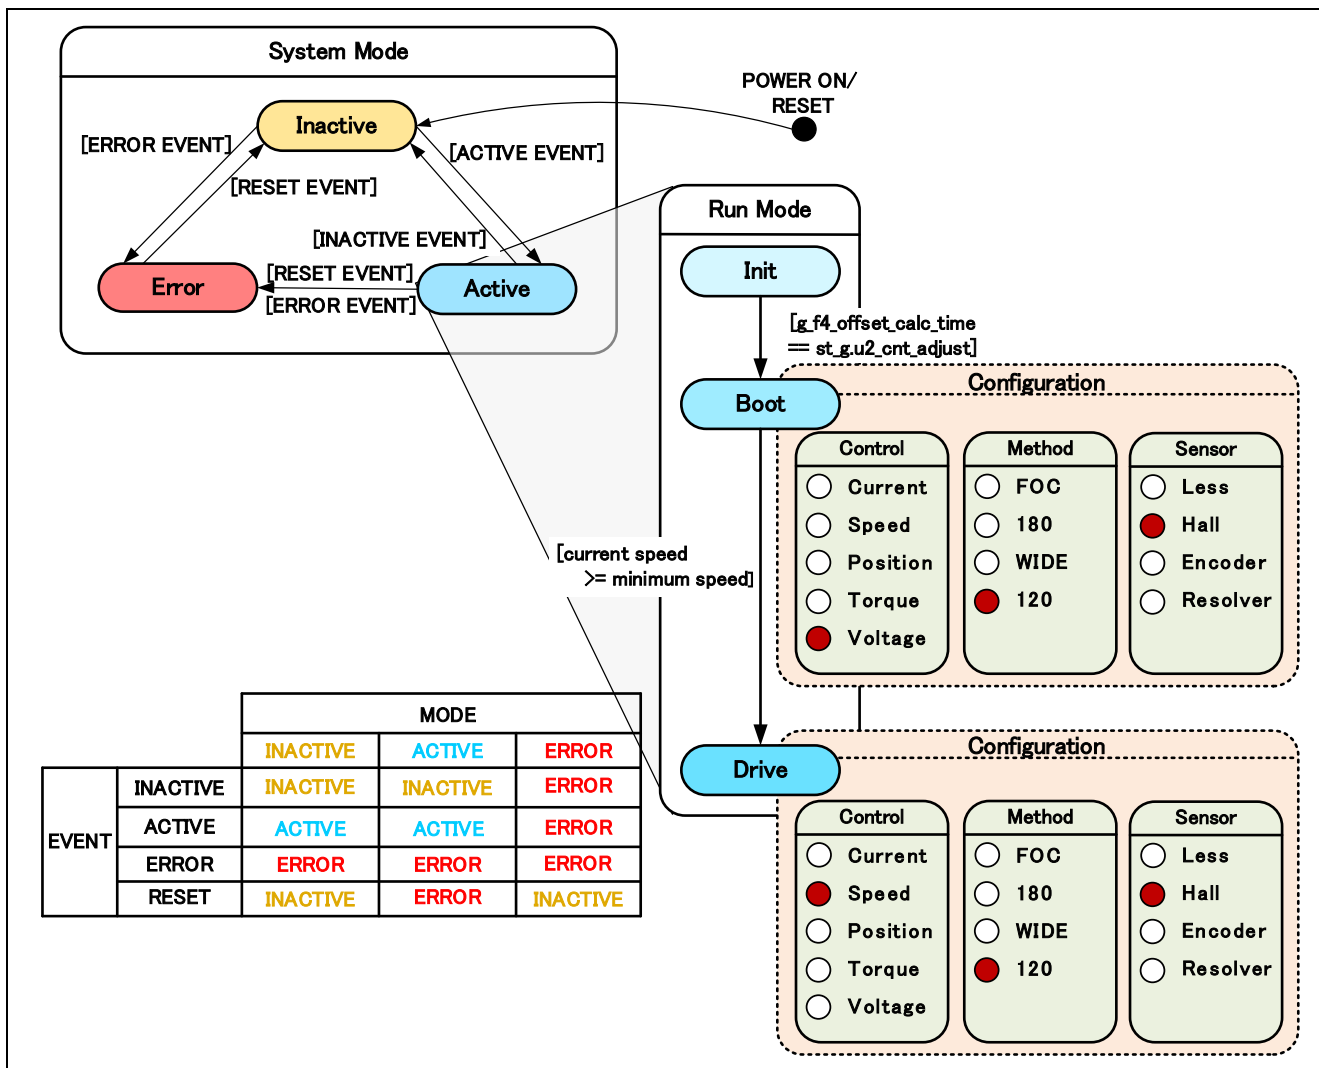 System Mode
POWER ON/
RESET
Inactive
[ERROR EVENT]
[ACTIVE EVENT]
[RESET EVENT]
[INACTIVE EVENT]
[RESET EVENT]
[ERROR EVENT]
Error
Active
Run Mode
Init
[g_f4_offset_calc_time
== st_g.u2_cnt_adjust]
Boot
[current speed
>= minimum speed]
Drive
Configuration
Control
Current
Speed
Position
Torque
Voltage
Method
FOC
180
WIDE
120
Sensor
Less
Hall
Encoder
Resolver
Configuration
Control
Current
Speed
Position
Torque
Voltage
Method
FOC
180
WIDE
120
Sensor
Less
Hall
Encoder
Resolver
MODE
INACTIVE ACTIVE ERROR
EVENT
INACTIVE INACTIVE INACTIVE ERROR
ACTIVE ACTIVE ACTIVE ERROR
ERROR ERROR ERROR ERROR
RESET INACTIVE ERROR INACTIVE